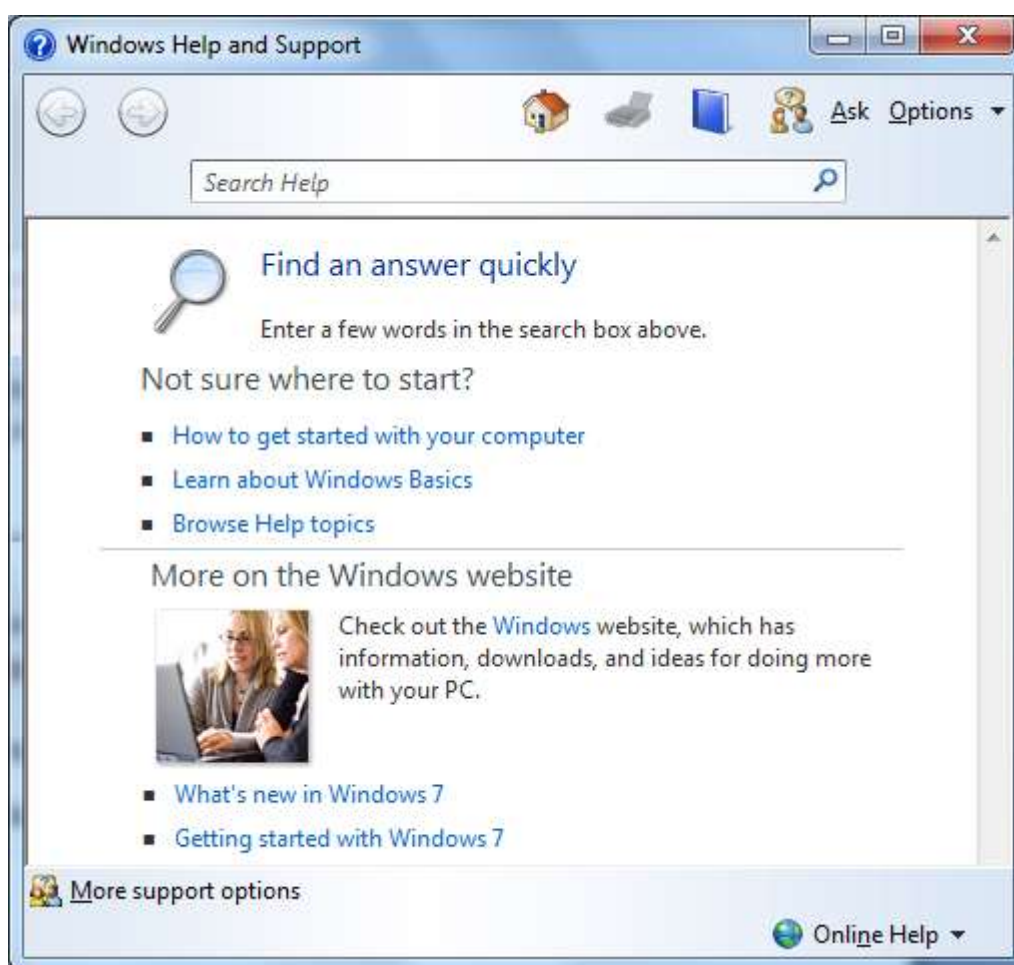 Windows Help and Support
Ask Options
Search Help
Find an answer quickly
Enter a few words in the search box above.
Not sure where to start?
How to get started with your computer
Learn about Windows Basics
Browse Help topics
More on the Windows website
Check out the Windows website, which has
information, downloads, and ideas for doing more
with your PC.
What's new in Windows 7
Getting started with Windows 7
More support options
Online Help